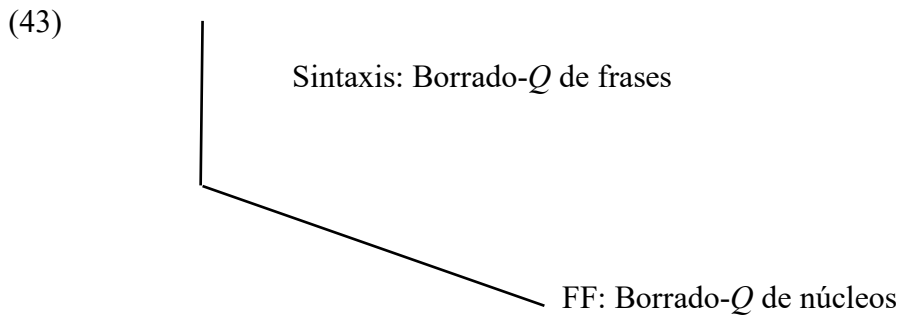 (43)
Sintaxis: Borrado-Q de frases
FF: Borrado-Q de núcleos